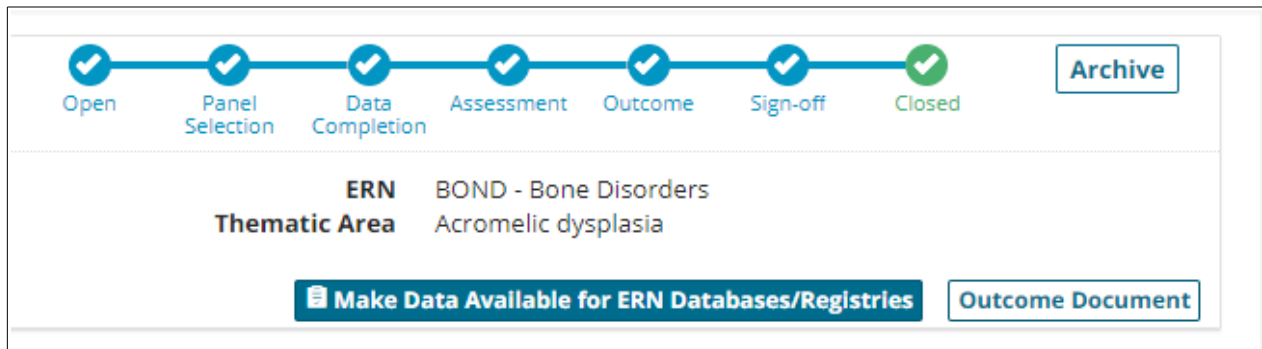 Open
Panel
Selection
Data
Completion
Assessment
Outcome
Sign-off
Closed
Archive
ERN BOND - Bone Disorders
Thematic Area Acromelic dysplasia
Make Data Available for ERN Databases/Registries
Outcome Document